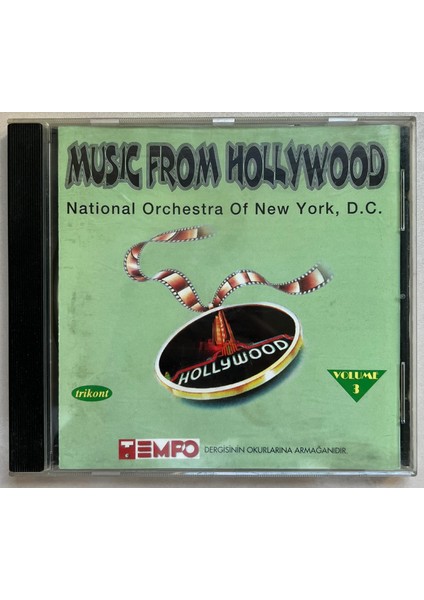 MUSIC FROM HOLLYWOOD
National Orchestra Of New York, D.C.
HOLLYWOOD
trikont
VOLUME
3
TEMPO DERGİSİNİN OKURLARINA ARMAĞANIDIR.